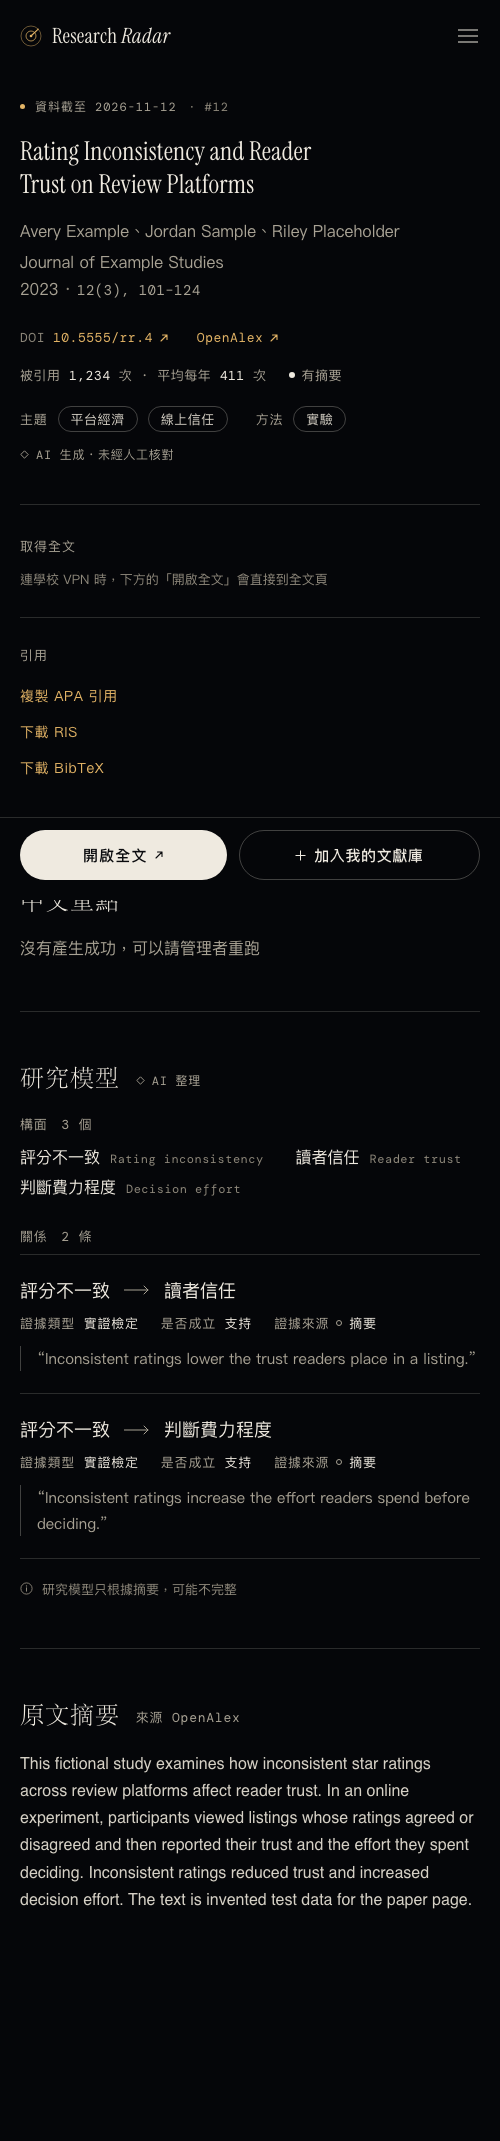 Research Radar
資料截至 2026-11-12 · #12
Rating Inconsistency and Reader
Trust on Review Platforms
Avery Example、Jordan Sample、Riley Placeholder
Journal of Example Studies
2023 · 12(3), 101–124
DOI 10.5555/rr.4 ↗ OpenAlex ↗
被引用 1,234 次 · 平均每年 411 次 ● 有摘要
主題 平台經濟 線上信任 方法 實驗
◇ AI 生成 · 未經人工核對
取得全文
連學校 VPN 時，下方的「開啟全文」會直接到全文頁
引用
複製 APA 引用
下載 RIS
下載 BibTeX
開啟全文 ↗ ＋ 加入我的文獻庫
中文重點
沒有產生成功，可以請管理者重跑
研究模型 ◇ AI 整理
構面 3 個
評分不一致 Rating inconsistency 讀者信任 Reader trust
判斷費力程度 Decision effort
關係 2 條
評分不一致 → 讀者信任
證據類型 實證檢定 是否成立 支持 證據來源 ○ 摘要
“Inconsistent ratings lower the trust readers place in a listing.”
評分不一致 → 判斷費力程度
證據類型 實證檢定 是否成立 支持 證據來源 ○ 摘要
“Inconsistent ratings increase the effort readers spend before
deciding.”
ⓘ 研究模型只根據摘要，可能不完整
原文摘要 來源 OpenAlex
This fictional study examines how inconsistent star ratings
across review platforms affect reader trust. In an online
experiment, participants viewed listings whose ratings agreed or
disagreed and then reported their trust and the effort they spent
deciding. Inconsistent ratings reduced trust and increased
decision effort. The text is invented test data for the paper page.